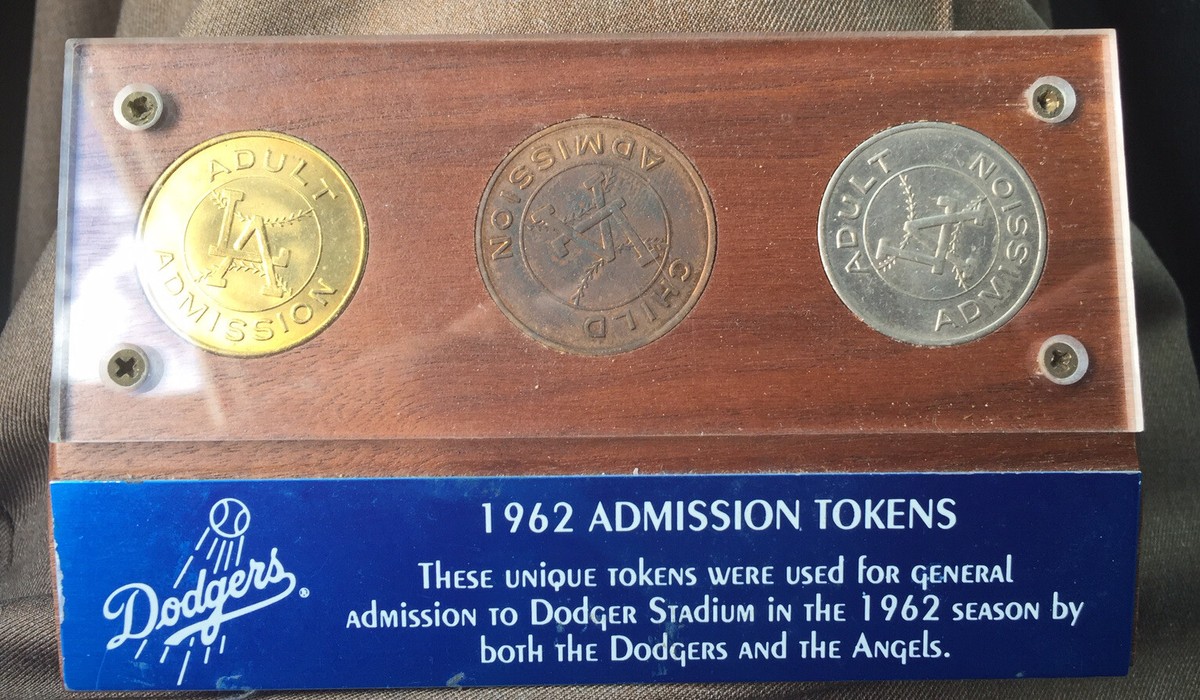 ADULT
LA
ADMISSION
ADMISSION
LA
CHILD
ADULT
LA
ADMISSION
Dodgers ®
1962 ADMISSION TOKENS
THESE UNIQUE TOKENS WERE USED FOR GENERAL
ADMISSION TO DODGER STADIUM IN THE 1962 SEASON BY
BOTH THE DODGERS AND THE ANGELS.